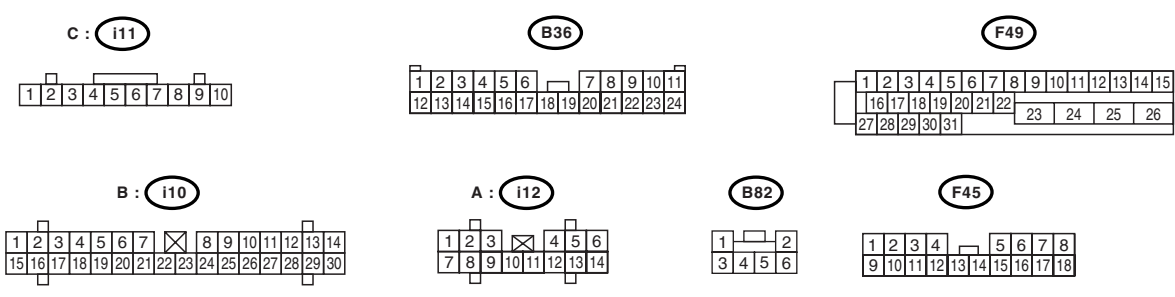 C : i11
B36
F49
1 2 3 4 5 6 7 8 9 10
1 2 3 4 5 6 7 8 9 10 11
12 13 14 15 16 17 18 19 20 21 22 23 24
1 2 3 4 5 6 7 8 9 10 11 12 13 14 15
16 17 18 19 20 21 22 23 24 25 26
27 28 29 30 31
B : i10
A : i12
B82
F45
1 2 3 4 5 6 7 8 9 10 11 12 13 14
15 16 17 18 19 20 21 22 23 24 25 26 27 28 29 30
1 2 3 4 5 6
7 8 9 10 11 12 13 14
1 2
3 4 5 6
1 2 3 4 5 6 7 8
9 10 11 12 13 14 15 16 17 18